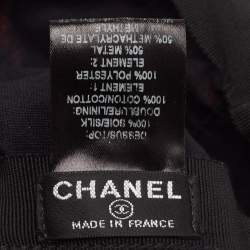 DESSUS/TOP:
100% SOIE/SILK
DOUBLURE/LINING:
100% COTON/COTTON
ELEMENT 1:
100% POLYESTER
ELEMENT 2:
50% METAL
50% METHACRYLATE DE
METHYLE
CHANEL
MADE IN FRANCE